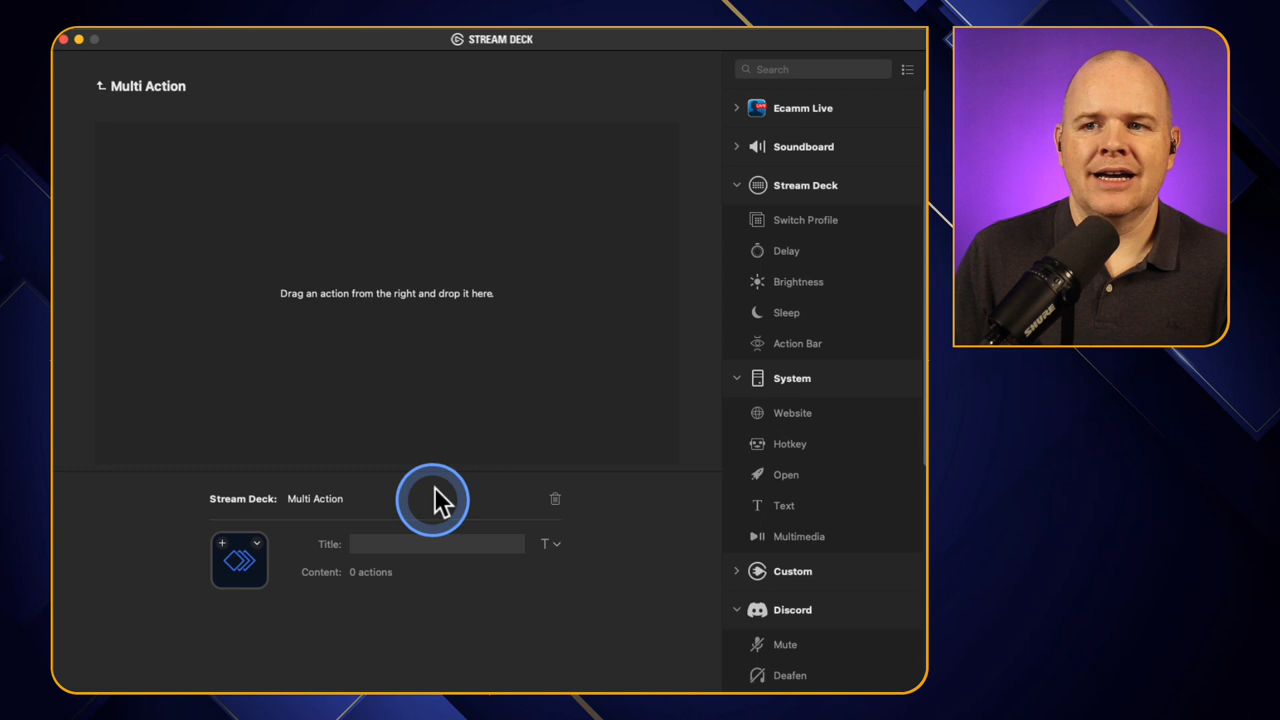 STREAM DECK
Multi Action
Search
Ecamm Live
Soundboard
Stream Deck
Switch Profile
Delay
Brightness
Sleep
Action Bar
Drag an action from the right and drop it here.
System
Website
Hotkey
Open
Text
Multimedia
Custom
Discord
Mute
Deafen
Stream Deck: Multi Action
Title:
T
Content: 0 actions
LIVE
SHURE